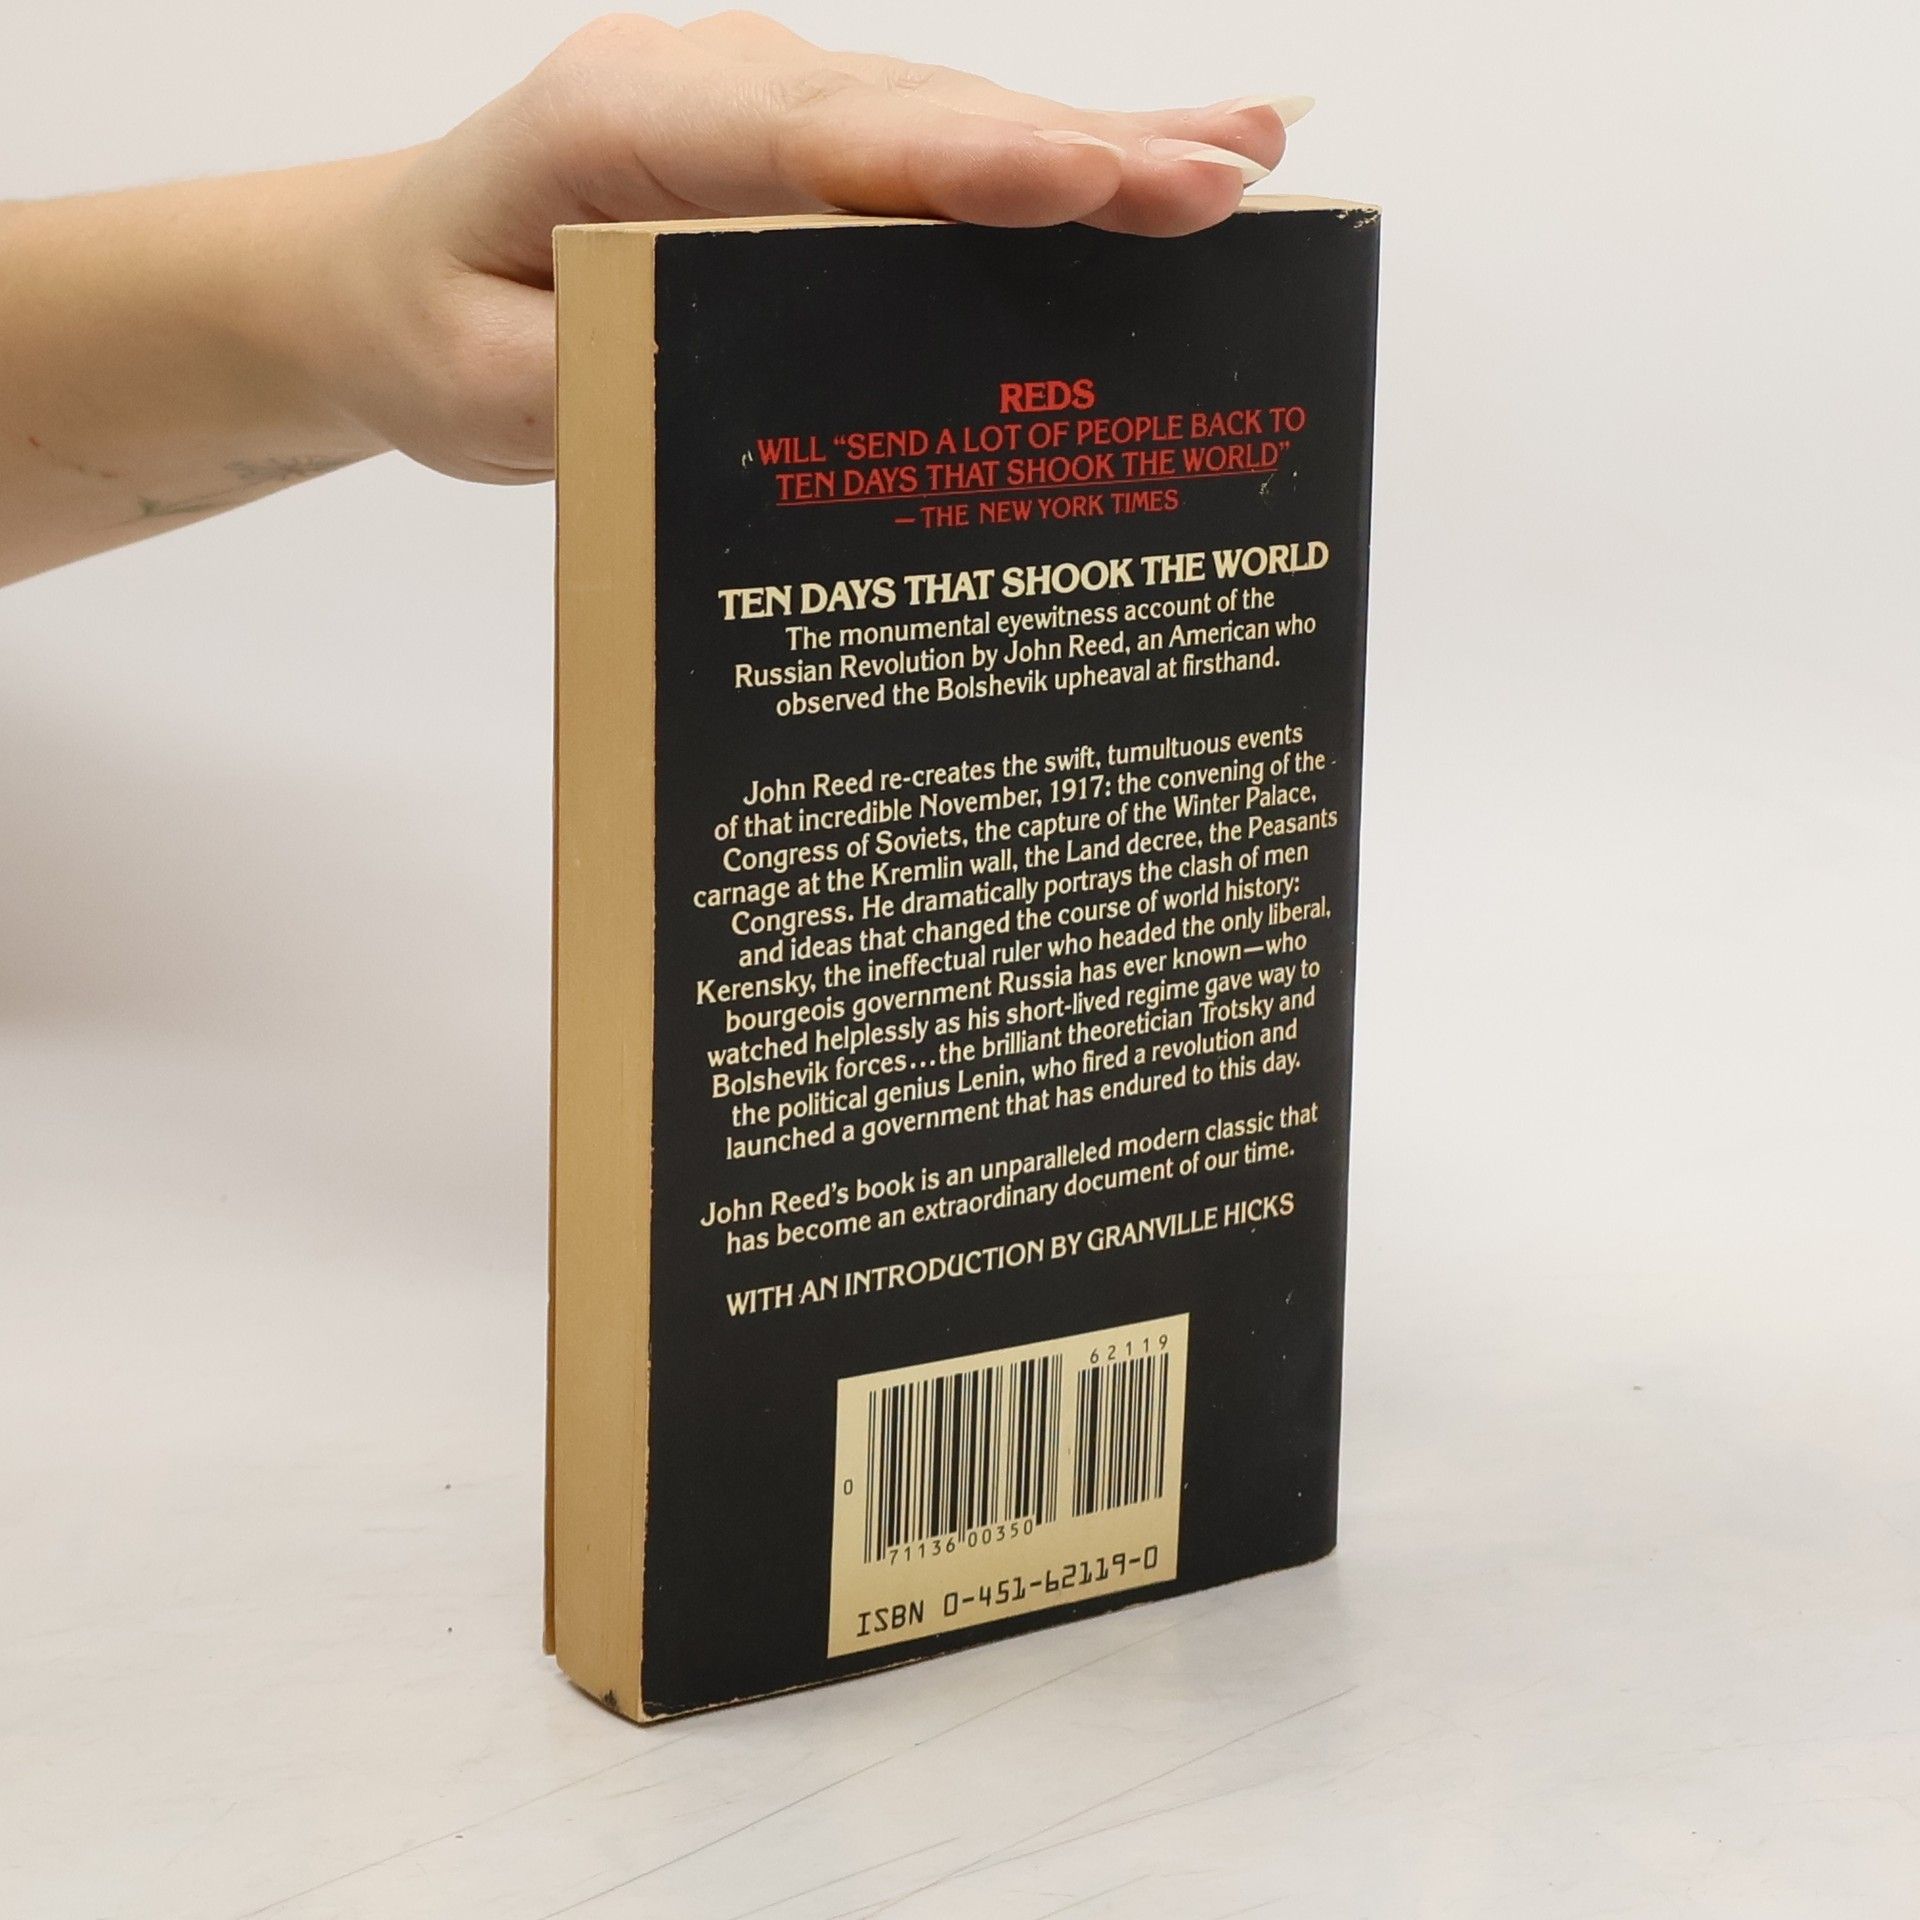 REDS
WILL “SEND A LOT OF PEOPLE BACK TO
TEN DAYS THAT SHOOK THE WORLD”
—THE NEW YORK TIMES
TEN DAYS THAT SHOOK THE WORLD
The monumental eyewitness account of the
Russian Revolution by John Reed, an American who
observed the Bolshevik upheaval at firsthand.
John Reed re-creates the swift, tumultuous events
of that incredible November, 1917: the convening of the
Congress of Soviets, the capture of the Winter Palace,
carnage at the Kremlin wall, the Land decree, the Peasants
Congress. He dramatically portrays the clash of men
and ideas that changed the course of world history:
Kerensky, the ineffectual ruler who headed the only liberal,
bourgeois government Russia has ever known—who
watched helplessly as his short-lived regime gave way to
Bolshevik forces...the brilliant theoretician Trotsky and
the political genius Lenin, who fired a revolution and
launched a government that has endured to this day.
John Reed’s book is an unparalleled modern classic that
has become an extraordinary document of our time.
WITH AN INTRODUCTION BY GRANVILLE HICKS
62119
0
71136 00350
ISBN 0-451-62119-0